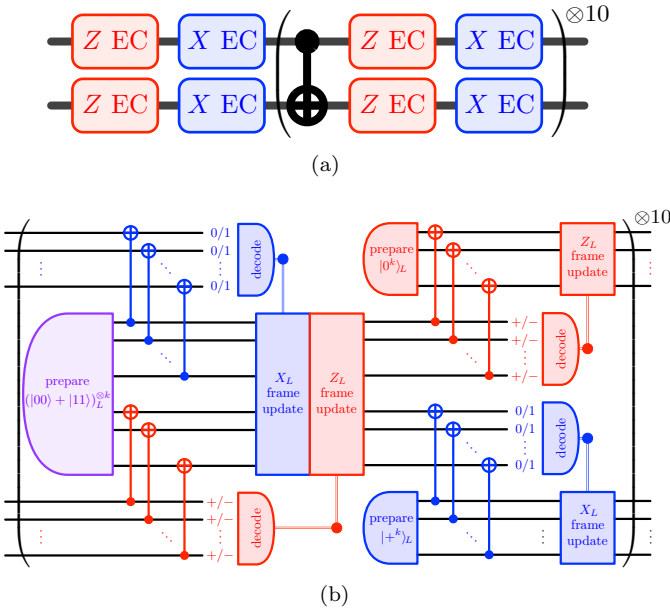 Z EC X EC Z EC X EC ⊗10
Z EC X EC Z EC X EC
(a)
⊗10
0/1
0/1
⋮
0/1
decode
prepare
|0^k⟩_L
Z_L
frame
update
+/−
+/−
⋮
+/−
decode
prepare
(|00⟩ + |11⟩)_L^{⊗k}
X_L
frame
update
Z_L
frame
update
0/1
0/1
⋮
0/1
decode
+/−
+/−
⋮
+/−
decode
prepare
|+^k⟩_L
X_L
frame
update
(b)